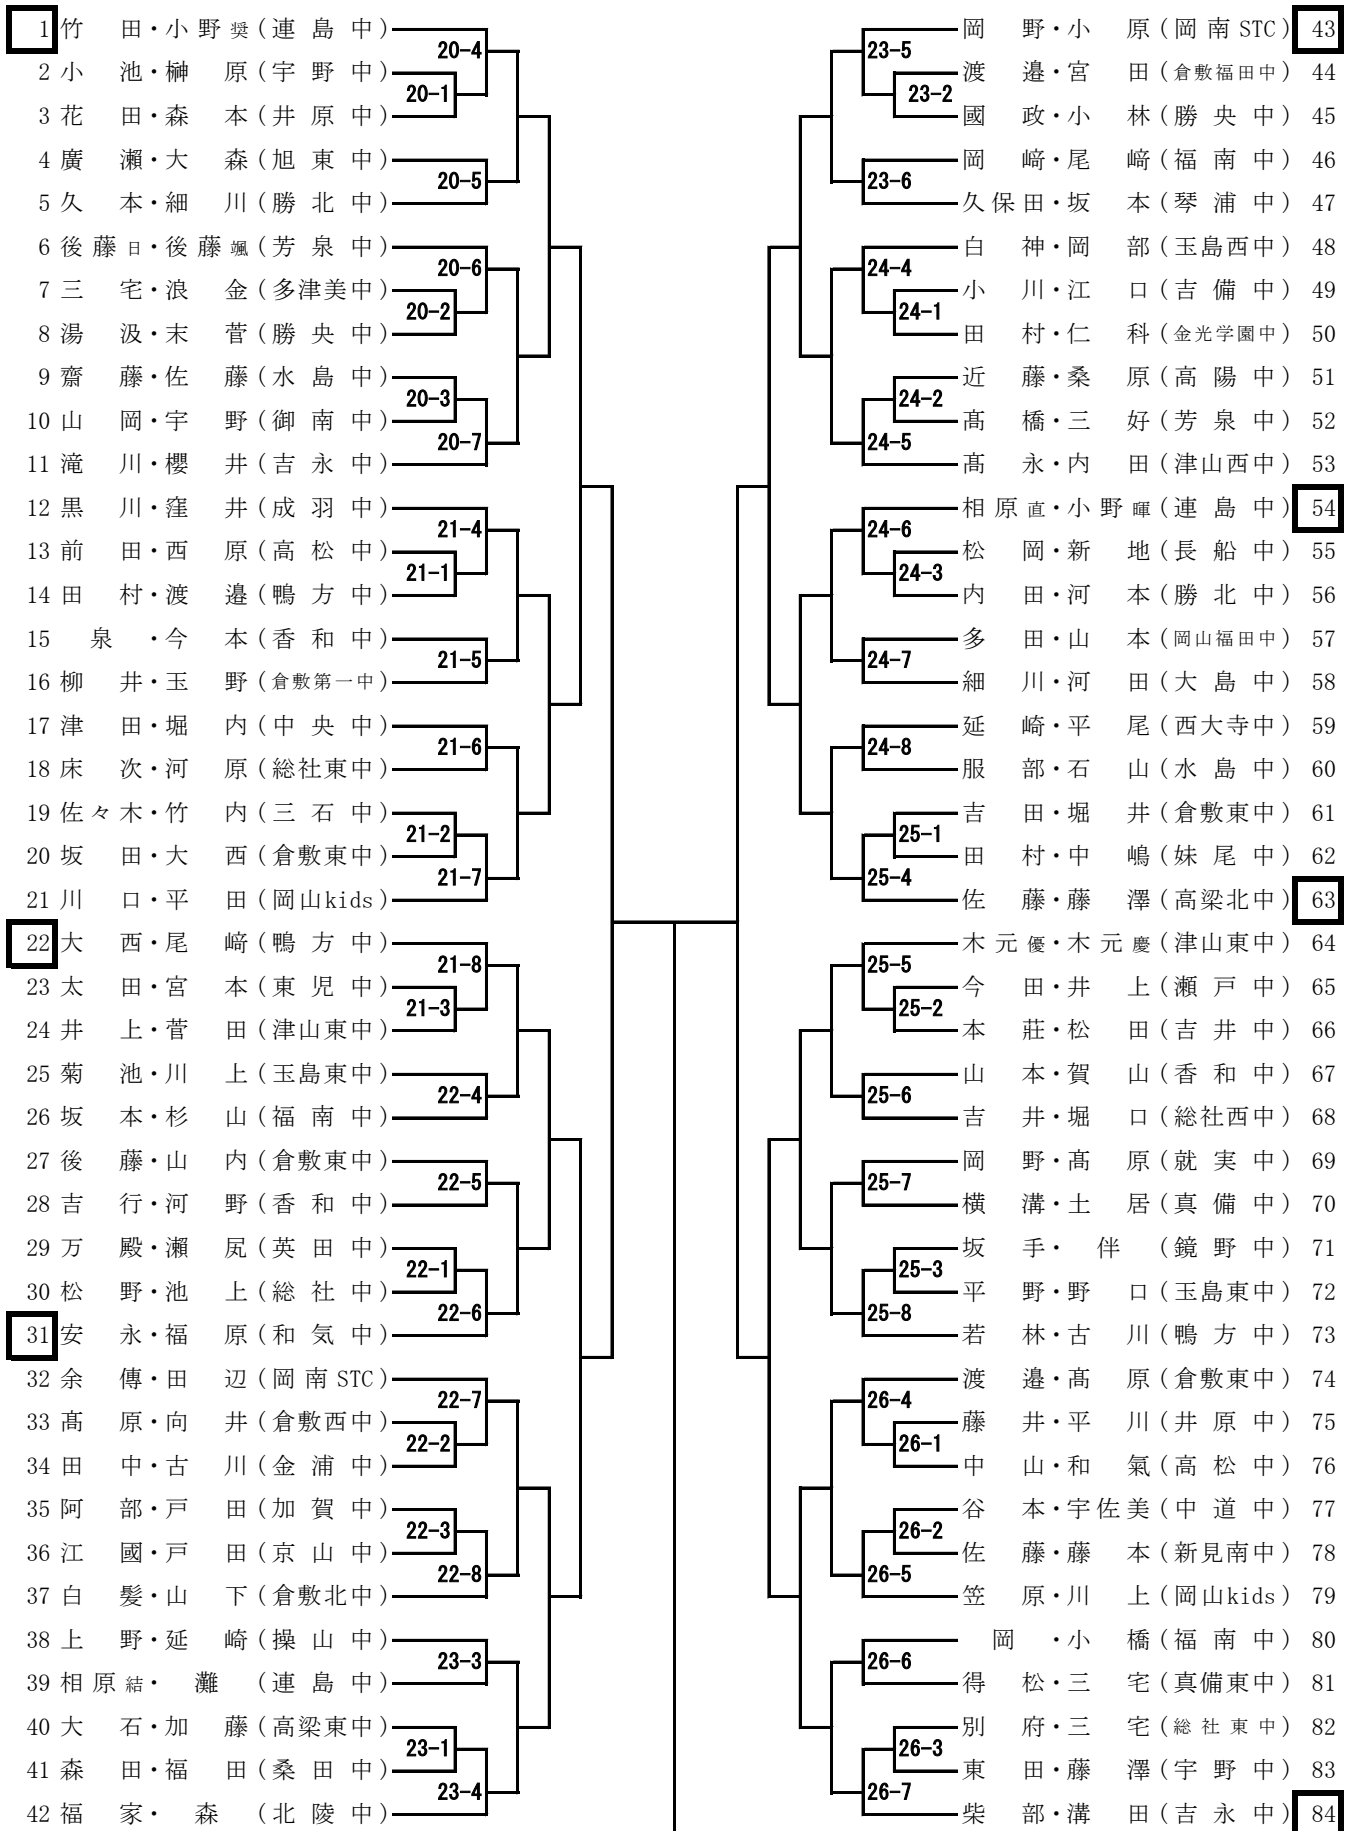 1 竹田・小野奨(連島中)
20-4
2 小池・榊原(宇野中)
20-1
3 花田・森本(井原中)
4 廣瀬・大森(旭東中)
20-5
5 久本・細川(勝北中)
6 後藤日・後藤颯(芳泉中)
20-6
7 三宅・浪金(多津美中)
20-2
8 湯汲・末菅(勝央中)
9 齋藤・佐藤(水島中)
20-3
10 山岡・宇野(御南中)
20-7
11 滝川・櫻井(吉永中)
12 黒川・窪井(成羽中)
21-4
13 前田・西原(高松中)
21-1
14 田村・渡邉(鴨方中)
15 泉・今本(香和中)
21-5
16 柳井・玉野(倉敷第一中)
17 津田・堀内(中央中)
21-6
18 床次・河原(総社東中)
19 佐々木・竹内(三石中)
21-2
20 坂田・大西(倉敷東中)
21-7
21 川口・平田(岡山kids)
22 大西・尾﨑(鴨方中)
21-8
23 太田・宮本(東児中)
21-3
24 井上・菅田(津山東中)
25 菊池・川上(玉島東中)
22-4
26 坂本・杉山(福南中)
27 後藤・山内(倉敷東中)
22-5
28 吉行・河野(香和中)
29 万殿・瀬尻(英田中)
22-1
30 松野・池上(総社中)
22-6
31 安永・福原(和気中)
32 余傳・田辺(岡南STC)
22-7
33 髙原・向井(倉敷西中)
22-2
34 田中・古川(金浦中)
35 阿部・戸田(加賀中)
22-3
36 江國・戸田(京山中)
22-8
37 白髪・山下(倉敷北中)
38 上野・延崎(操山中)
23-3
39 相原結・灘(連島中)
40 大石・加藤(高梁東中)
23-1
41 森田・福田(桑田中)
23-4
42 福家・森(北陵中)
岡野・小原(岡南STC) 43
23-5
渡邉・宮田(倉敷福田中) 44
23-2
國政・小林(勝央中) 45
岡﨑・尾﨑(福南中) 46
23-6
久保田・坂本(琴浦中) 47
白神・岡部(玉島西中) 48
24-4
小川・江口(吉備中) 49
24-1
田村・仁科(金光学園中) 50
近藤・桑原(高陽中) 51
24-2
髙橋・三好(芳泉中) 52
24-5
髙永・内田(津山西中) 53
相原直・小野暉(連島中) 54
24-6
松岡・新地(長船中) 55
24-3
内田・河本(勝北中) 56
多田・山本(岡山福田中) 57
24-7
細川・河田(大島中) 58
延崎・平尾(西大寺中) 59
24-8
服部・石山(水島中) 60
吉田・堀井(倉敷東中) 61
25-1
田村・中嶋(妹尾中) 62
25-4
佐藤・藤澤(高梁北中) 63
木元優・木元慶(津山東中) 64
25-5
今田・井上(瀬戸中) 65
25-2
本莊・松田(吉井中) 66
山本・賀山(香和中) 67
25-6
吉井・堀口(総社西中) 68
岡野・髙原(就実中) 69
25-7
横溝・土居(真備中) 70
坂手・伴(鏡野中) 71
25-3
平野・野口(玉島東中) 72
25-8
若林・古川(鴨方中) 73
渡邉・髙原(倉敷東中) 74
26-4
藤井・平川(井原中) 75
26-1
中山・和氣(高松中) 76
谷本・宇佐美(中道中) 77
26-2
佐藤・藤本(新見南中) 78
26-5
笠原・川上(岡山kids) 79
岡・小橋(福南中) 80
26-6
得松・三宅(真備東中) 81
別府・三宅(総社東中) 82
26-3
東田・藤澤(宇野中) 83
26-7
柴部・溝田(吉永中) 84